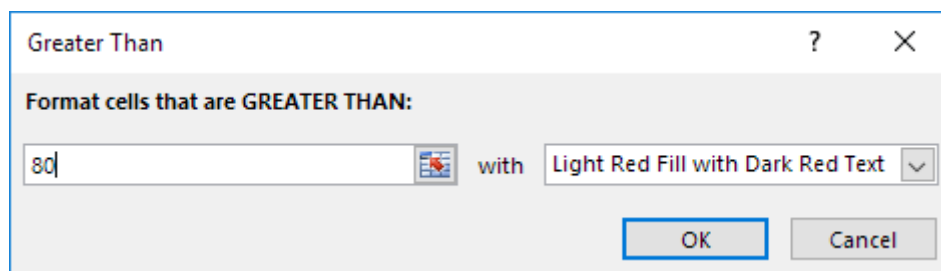 Greater Than ?
Format cells that are GREATER THAN:
80 with Light Red Fill with Dark Red Text
OK Cancel